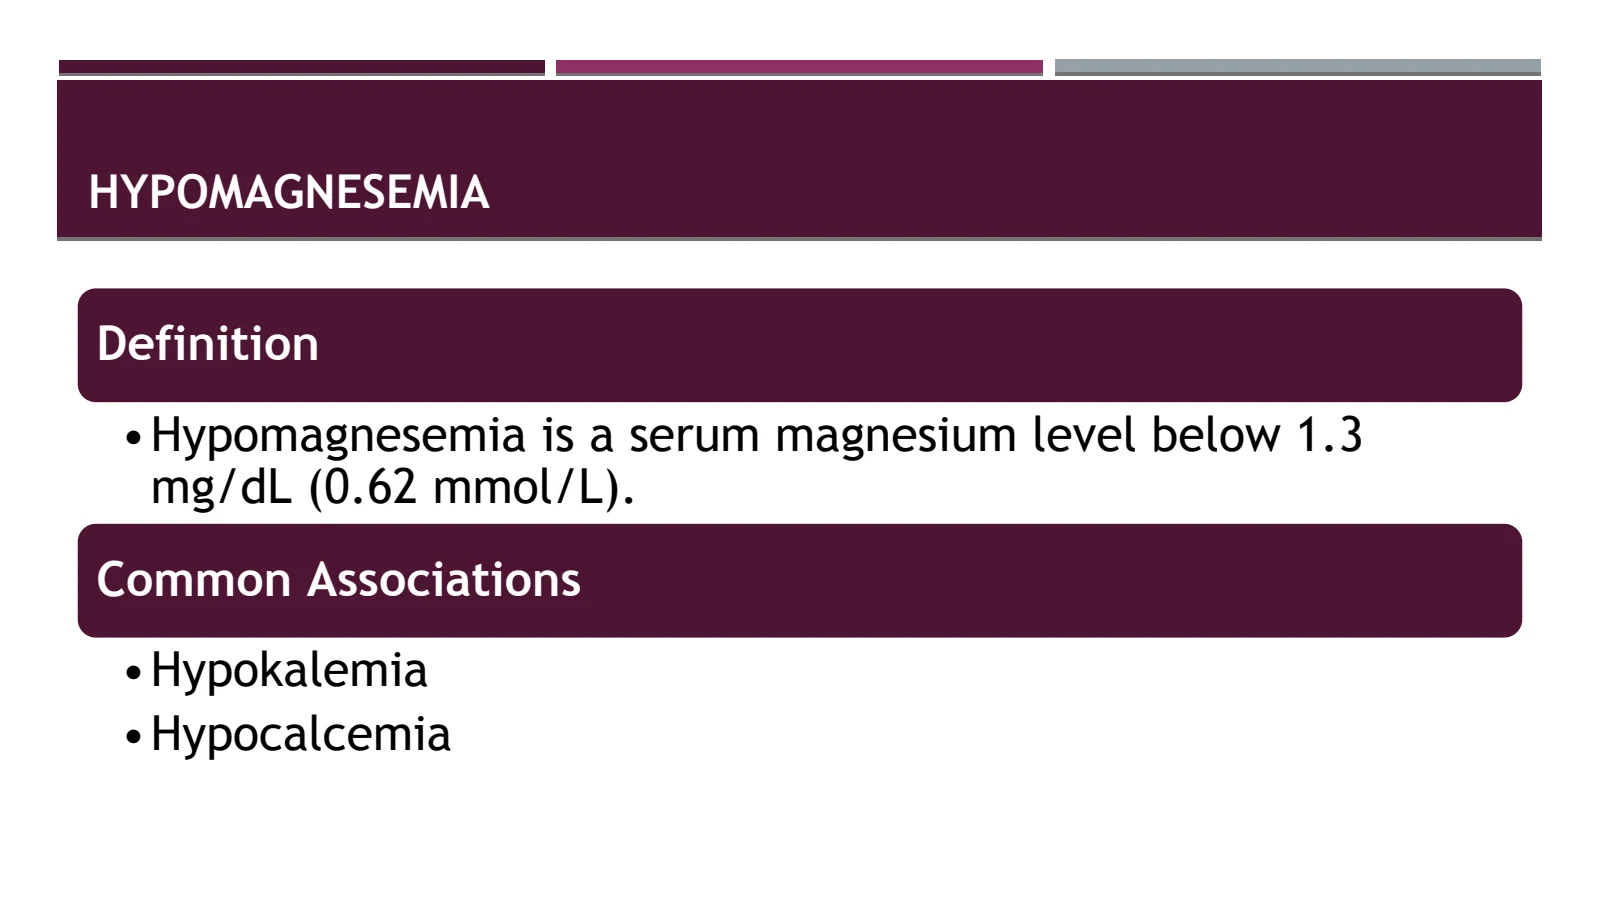 HYPOMAGNESEMIA
Definition
•Hypomagnesemia is a serum magnesium level below 1.3
mg/dL (0.62 mmol/L).
Common Associations
•Hypokalemia
•Hypocalcemia